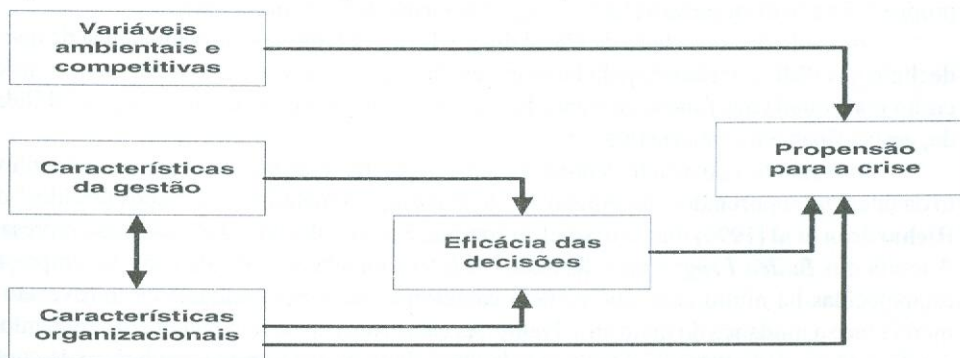 Variáveis
ambientais e
competitivas
Propensão
para a crise
Características
da gestão
Eficácia das
decisões
Características
organizacionais